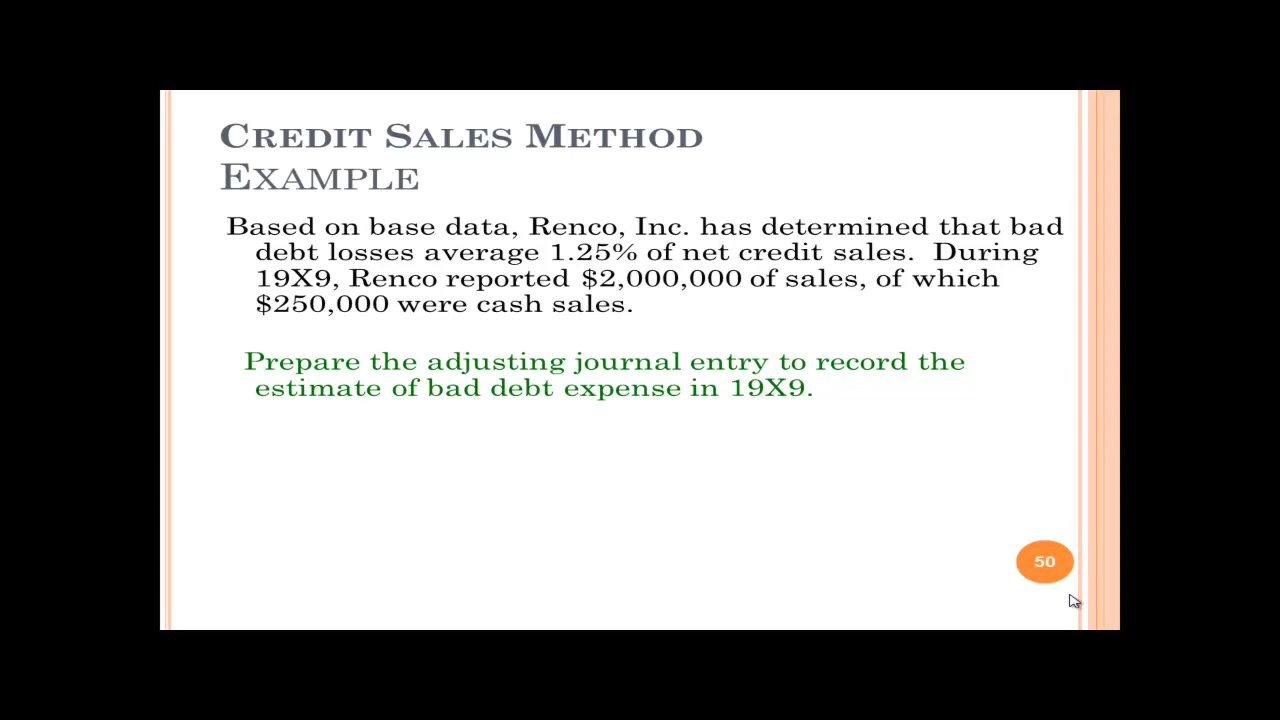 CREDIT SALES METHOD
EXAMPLE
Based on base data, Renco, Inc. has determined that bad
debt losses average 1.25% of net credit sales.  During
19X9, Renco reported $2,000,000 of sales, of which
$250,000 were cash sales.
Prepare the adjusting journal entry to record the
estimate of bad debt expense in 19X9.
50